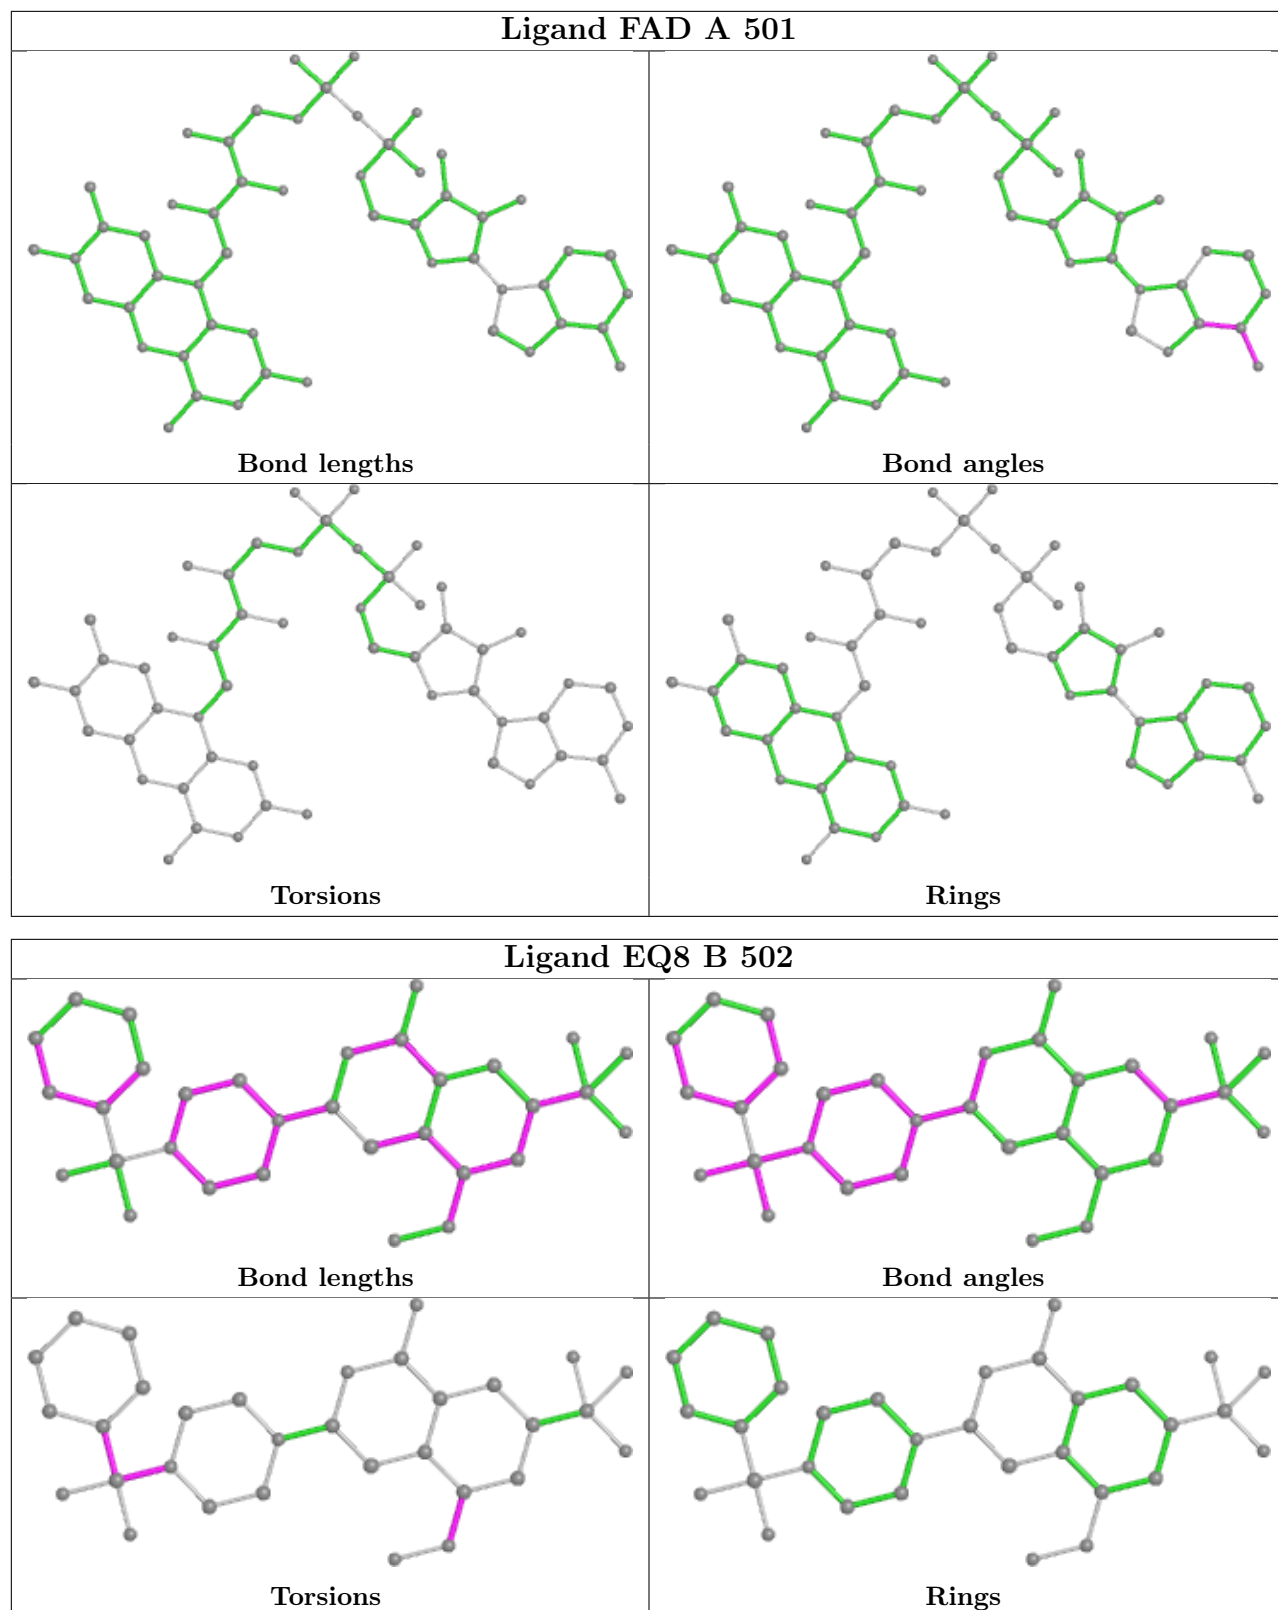 Ligand FAD A 501
Bond lengths
Bond angles
Torsions
Rings
Ligand EQ8 B 502
Bond lengths
Bond angles
Torsions
Rings